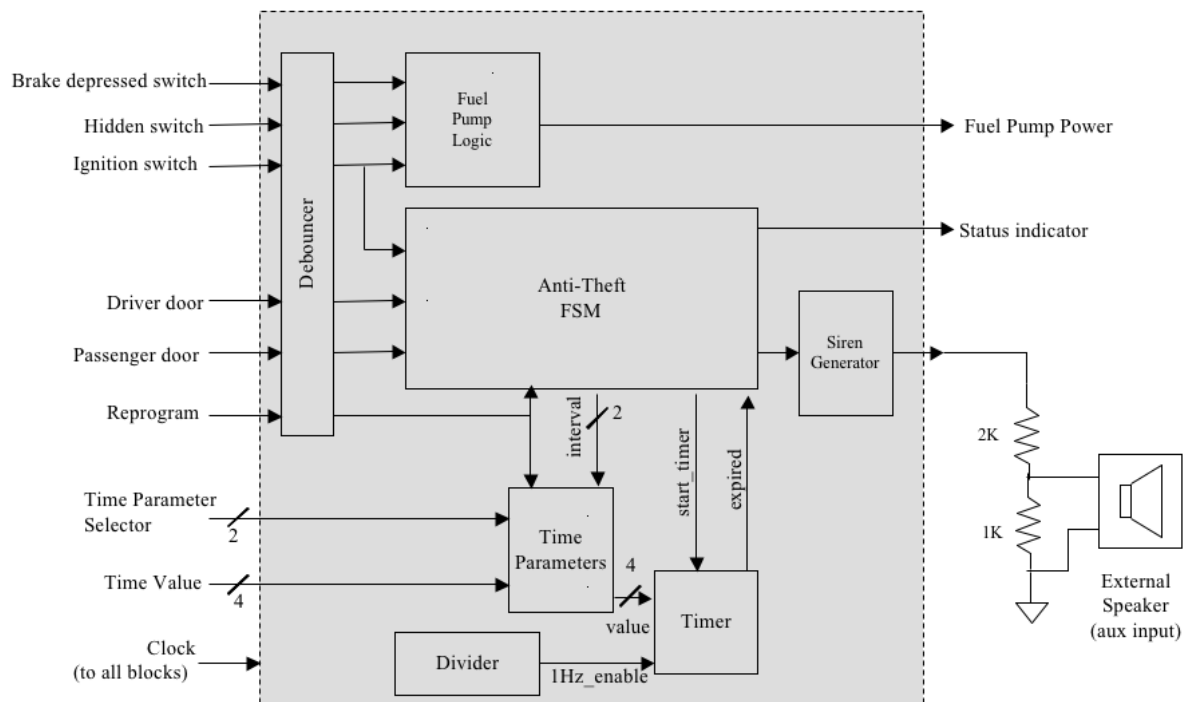 Brake depressed switch
Hidden switch
Ignition switch
Driver door
Passenger door
Reprogram
Time Parameter
Selector
2
Time Value
4
Clock
(to all blocks)
Debouncer
Fuel
Pump
Logic
Anti-Theft
FSM
Siren
Generator
interval
2
start_timer
expired
Time
Parameters
4
value
Timer
Divider
1Hz_enable
Fuel Pump Power
Status indicator
2K
1K
External
Speaker
(aux input)